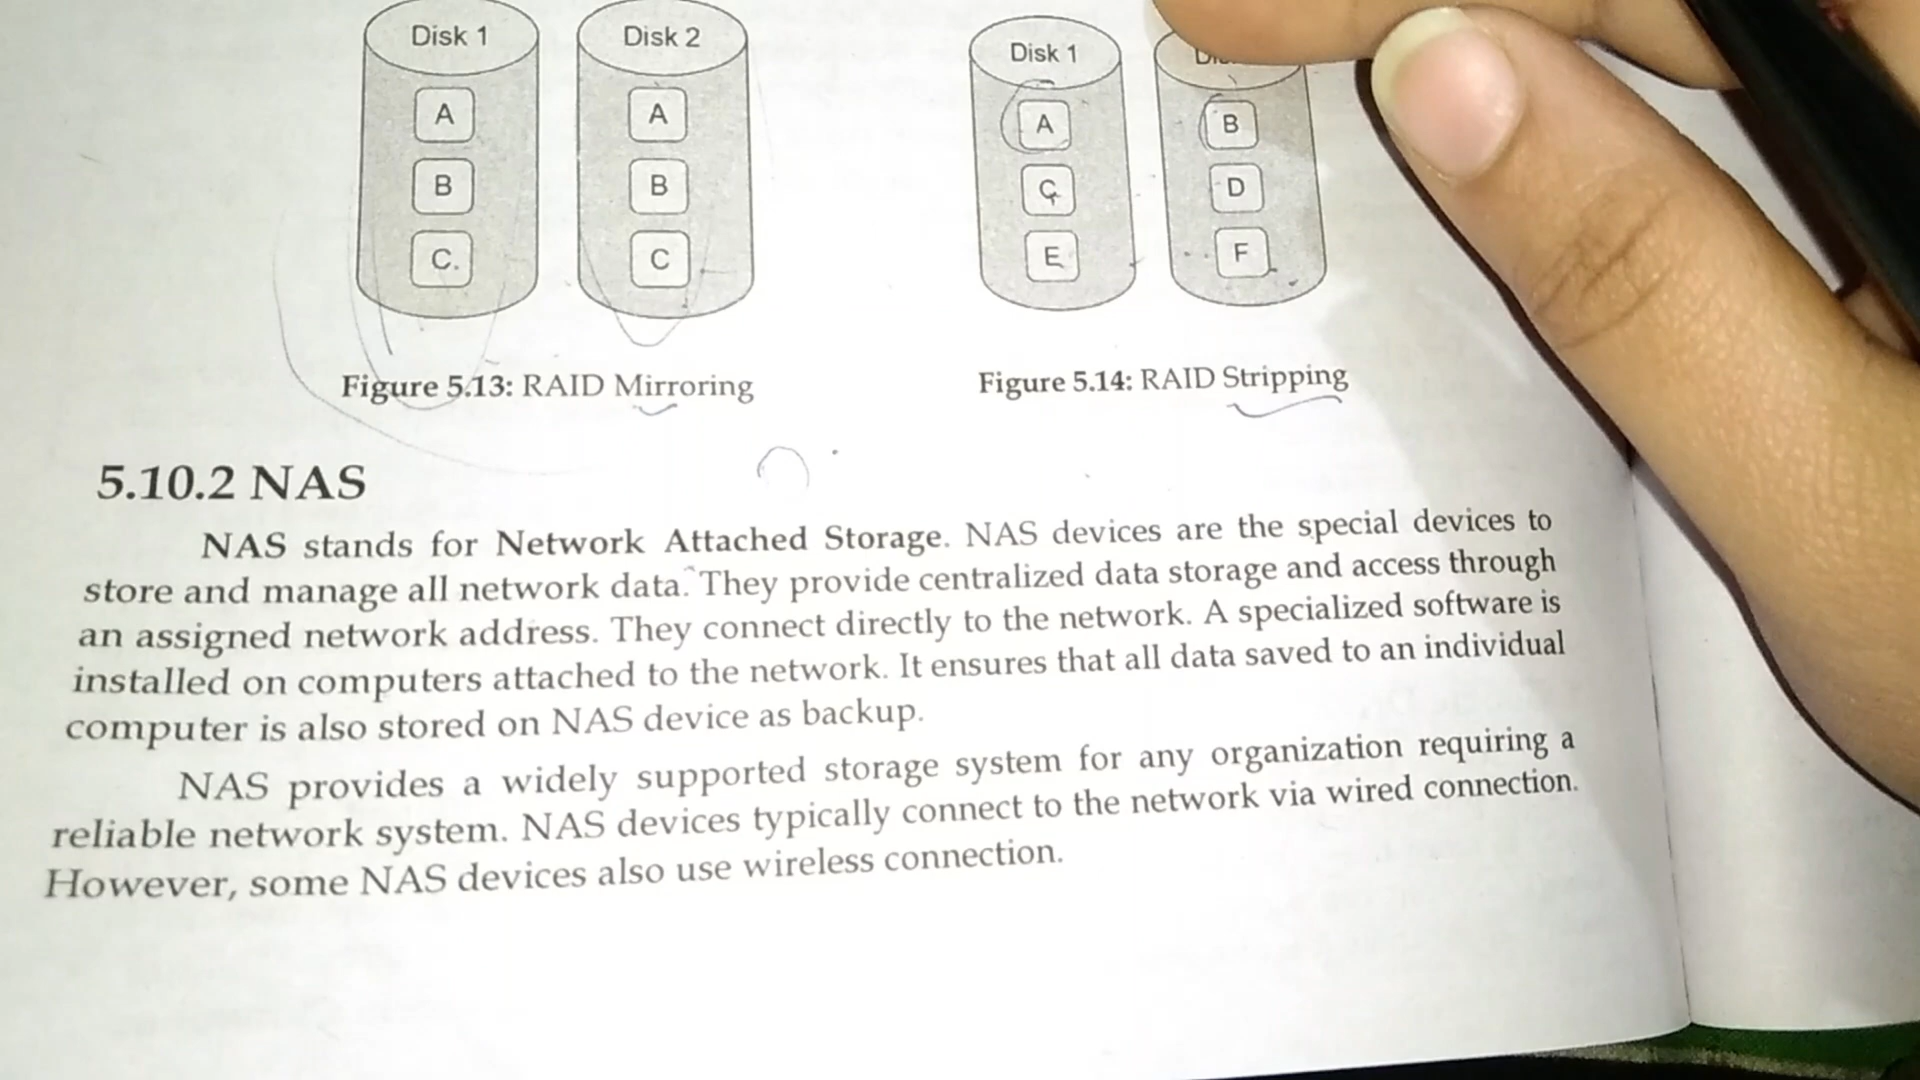 Disk 1
Disk 2
A
A
B
B
C.
C
Figure 5.13: RAID Mirroring
Disk 1
A
B
C
D
E
F
Figure 5.14: RAID Stripping
5.10.2 NAS
NAS stands for Network Attached Storage. NAS devices are the special devices to
store and manage all network data. They provide centralized data storage and access through
an assigned network address. They connect directly to the network. A specialized software is
installed on computers attached to the network. It ensures that all data saved to an individual
computer is also stored on NAS device as backup.
NAS provides a widely supported storage system for any organization requiring a
reliable network system. NAS devices typically connect to the network via wired connection.
However, some NAS devices also use wireless connection.